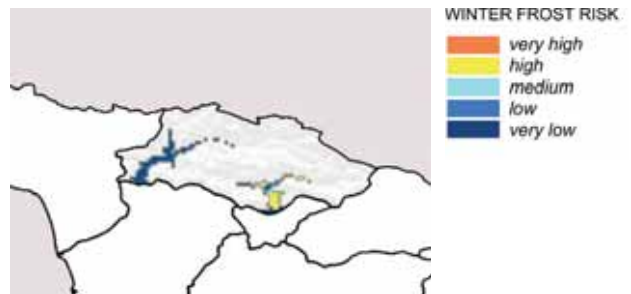 WINTER FROST RISK
very high
high
medium
low
very low